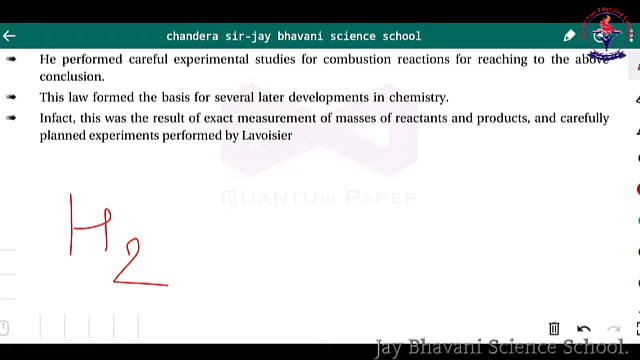 chandera sir-jay bhavani science school
He performed careful experimental studies for combustion reactions for reaching to the above
conclusion.
This law formed the basis for several later developments in chemistry.
Infact, this was the result of exact measurement of masses of reactants and products, and carefully
planned experiments performed by Lavoisier
QUANTUM PAPER
H2
Jay Bhavani Science School.